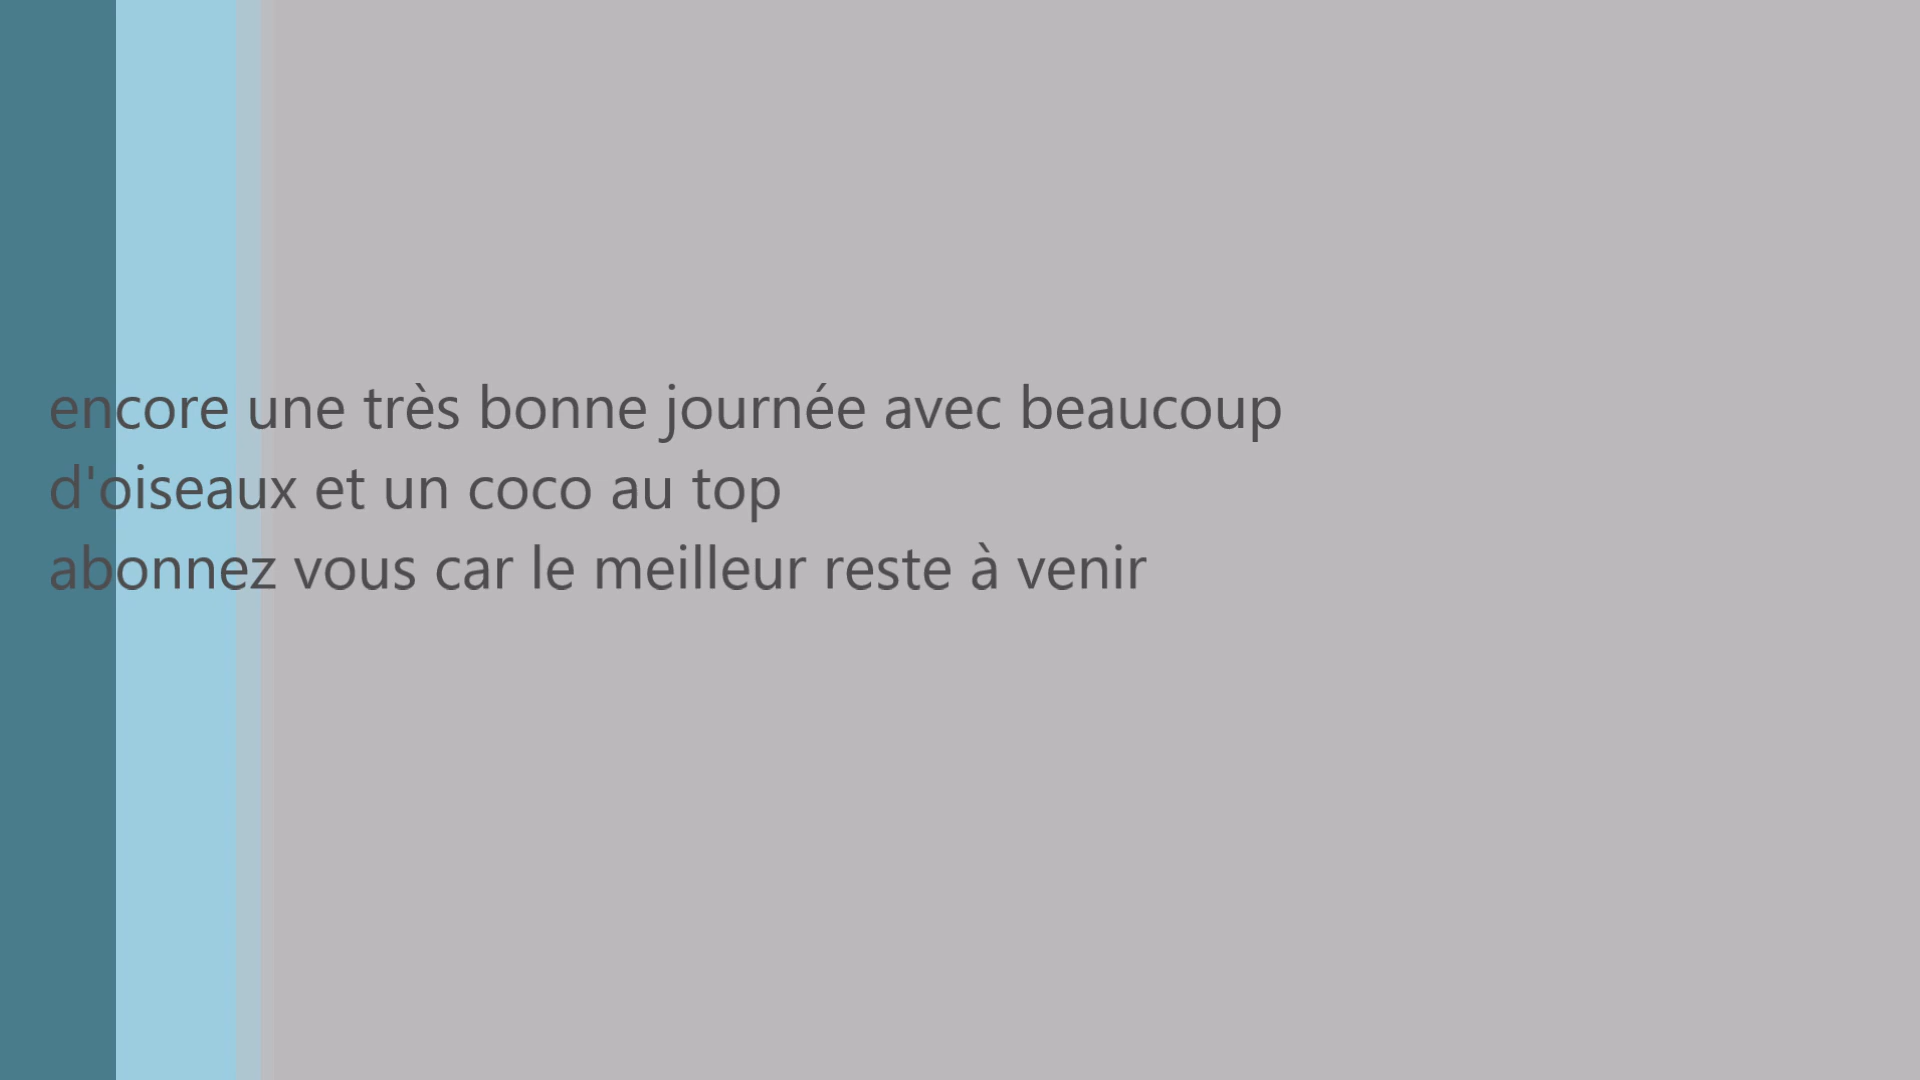 encore une très bonne journée avec beaucoup
d'oiseaux et un coco au top
abonnez vous car le meilleur reste à venir